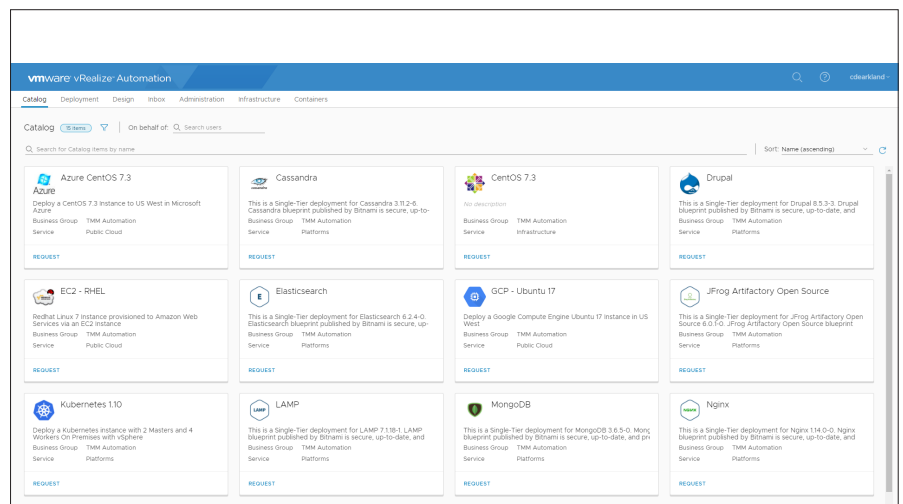 vmware vRealize Automation
cdearkland
Catalog Deployment Design Inbox Administration Infrastructure Containers
Catalog 15 items On behalf of: Search users
Search for Catalog items by name Sort: Name (ascending)
Azure
Azure CentOS 7.3
Deploy a CentOS 7.3 Instance to US West in Microsoft
Azure
Business Group TMM Automation
Service Public Cloud
REQUEST
cassandra
Cassandra
This is a Single-Tier deployment for Cassandra 3.11.2-6.
Cassandra blueprint published by Bitnami is secure, up-to-
Business Group TMM Automation
Service Platforms
REQUEST
CentOS 7.3
No description
Business Group TMM Automation
Service Infrastructure
REQUEST
Drupal
This is a Single-Tier deployment for Drupal 8.5.3-3. Drupal
blueprint published by Bitnami is secure, up-to-date, and
Business Group TMM Automation
Service Platforms
REQUEST
EC2 - RHEL
Redhat Linux 7 instance provisioned to Amazon Web
Services via an EC2 instance
Business Group TMM Automation
Service Public Cloud
REQUEST
E
Elasticsearch
This is a Single-Tier deployment for Elasticsearch 6.2.4-0.
Elasticsearch blueprint published by Bitnami is secure, up-
Business Group TMM Automation
Service Platforms
REQUEST
GCP - Ubuntu 17
Deploy a Google Compute Engine Ubuntu 17 Instance in US
West
Business Group TMM Automation
Service Public Cloud
REQUEST
JFrog Artifactory Open Source
This is a Single-Tier deployment for JFrog Artifactory Open
Source 6.0.1-0. JFrog Artifactory Open Source blueprint
Business Group TMM Automation
Service Platforms
REQUEST
Kubernetes 1.10
Deploy a Kubernetes instance with 2 Masters and 4
Workers On Premises with vSphere
Business Group TMM Automation
Service Platforms
REQUEST
LAMP
LAMP
This is a Single-Tier deployment for LAMP 7.1.18-1. LAMP
blueprint published by Bitnami is secure, up-to-date, and
Business Group TMM Automation
Service Platforms
REQUEST
MongoDB
This is a Single-Tier deployment for MongoDB 3.6.5-0. Mong
blueprint published by Bitnami is secure, up-to-date, and pr
Business Group TMM Automation
Service Platforms
REQUEST
NGINX
Nginx
This is a Single-Tier deployment for Nginx 1.14.0-0. Nginx
blueprint published by Bitnami is secure, up-to-date, and
Business Group TMM Automation
Service Platforms
REQUEST